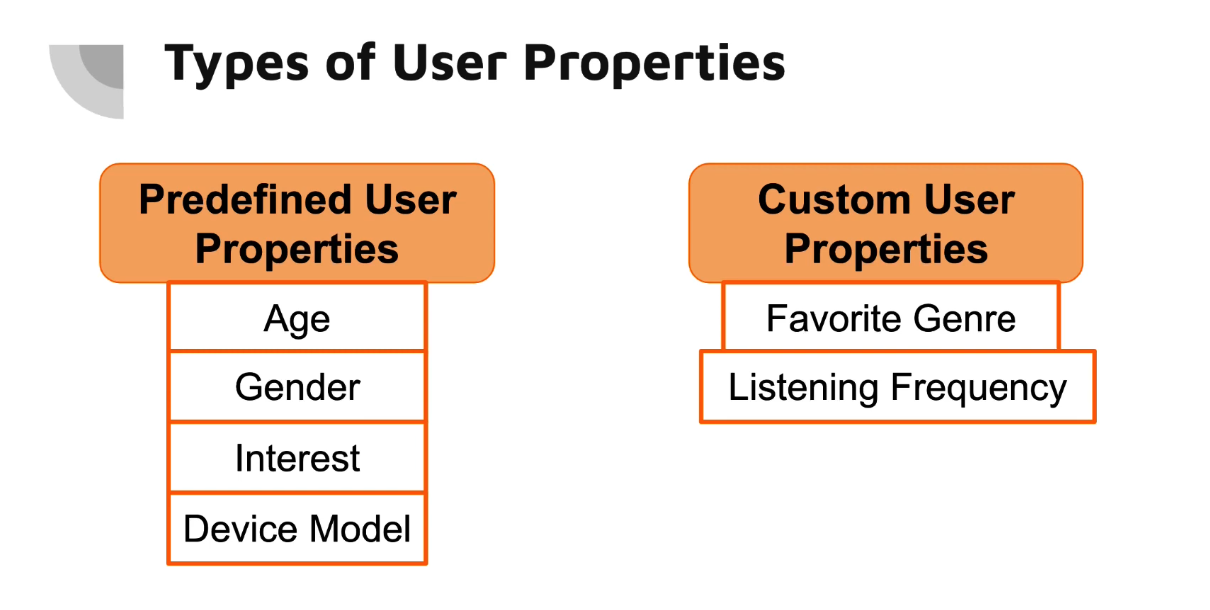 Types of User Properties
Predefined User
Properties
Age
Gender
Interest
Device Model
Custom User
Properties
Favorite Genre
Listening Frequency